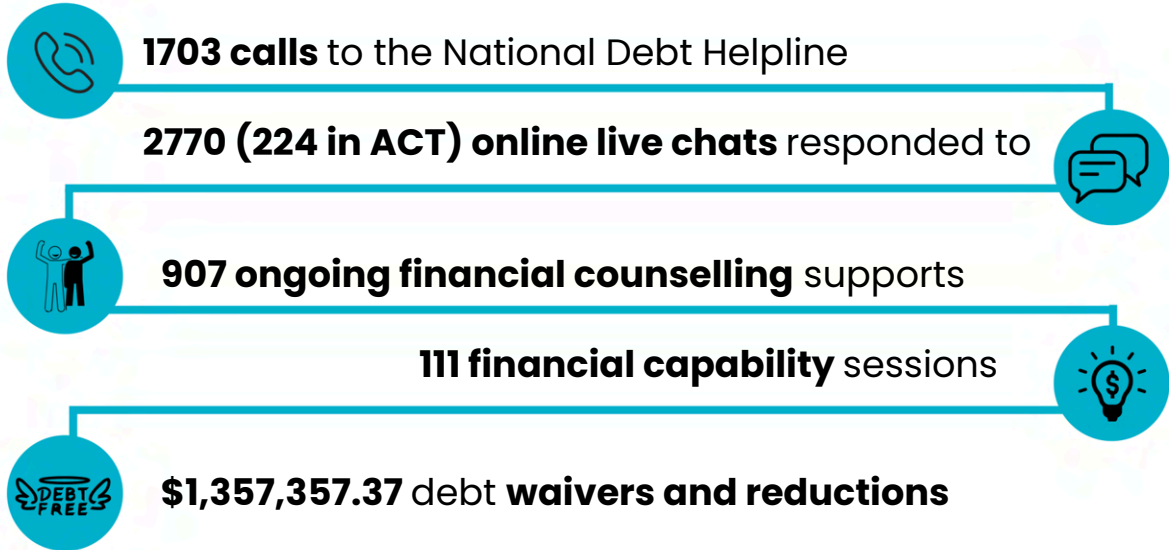 1703 calls to the National Debt Helpline
2770 (224 in ACT) online live chats responded to
907 ongoing financial counselling supports
111 financial capability sessions
$
DEBT
FREE
$1,357,357.37 debt waivers and reductions